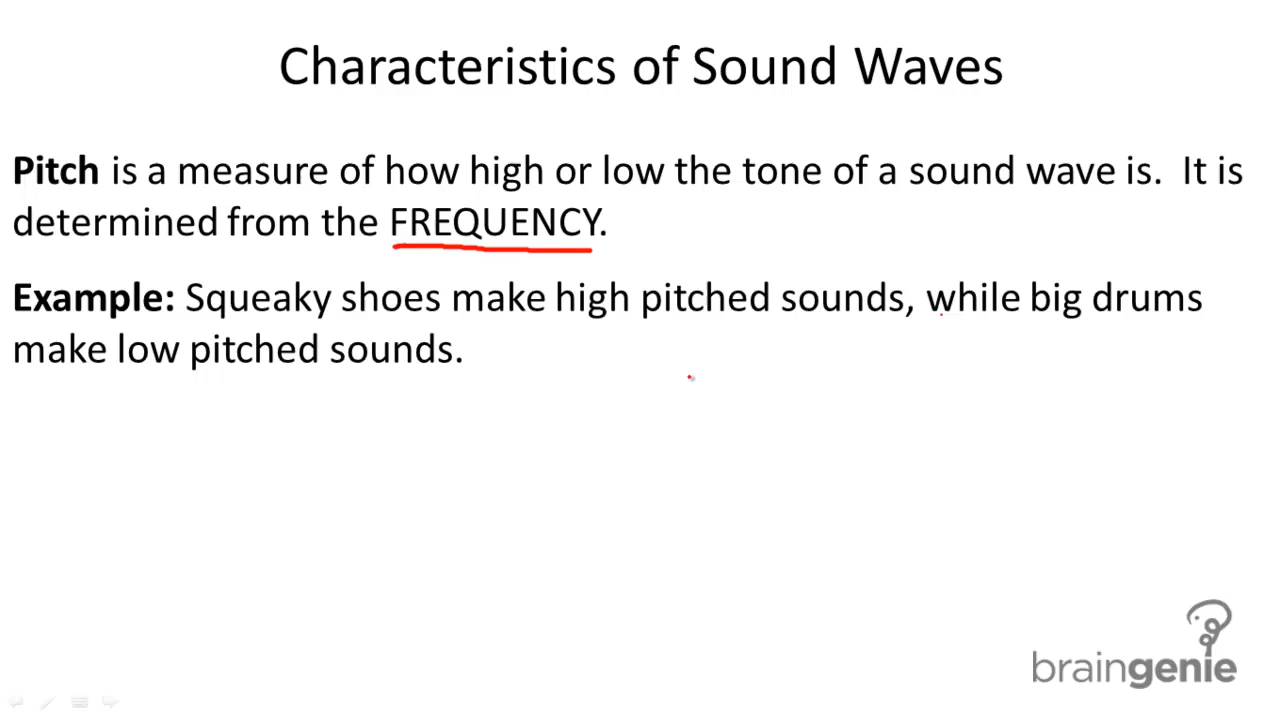 Characteristics of Sound Waves
Pitch is a measure of how high or low the tone of a sound wave is.  It is
determined from the FREQUENCY.
Example: Squeaky shoes make high pitched sounds, while big drums
make low pitched sounds.
braingenie